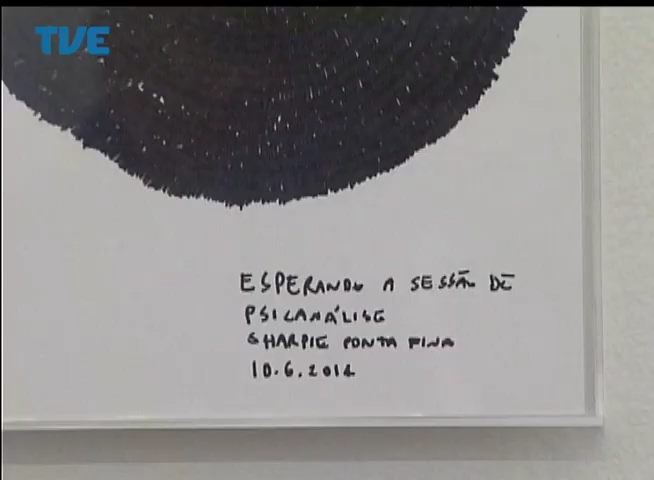 TVE
ESPERANDO A SESSÃO DE
PSICANÁLISE
SHARPIE PONTA FINA
10.6.2014